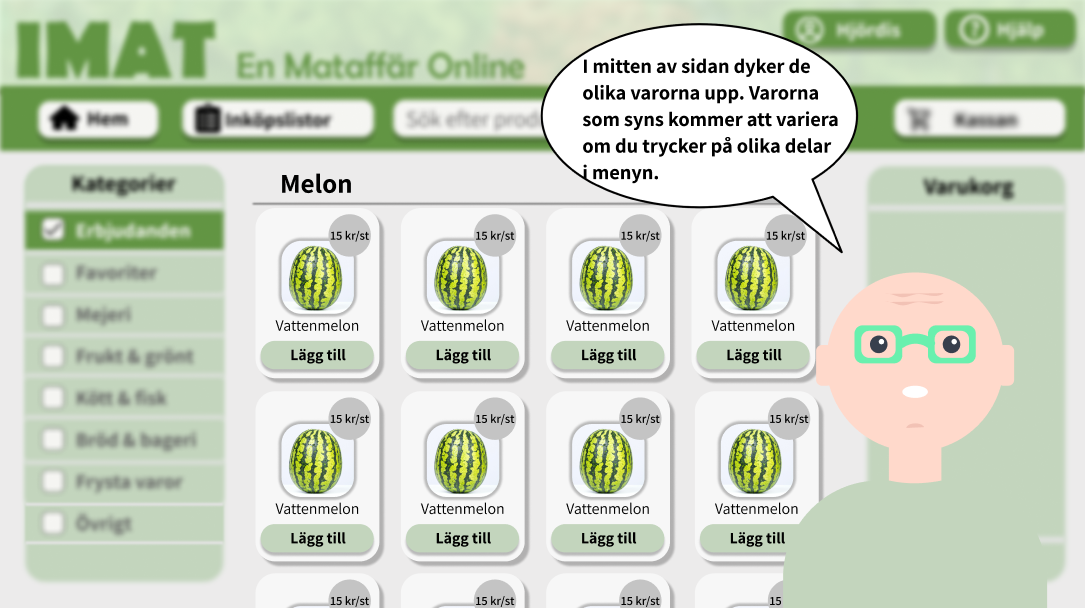 IMAT
En Mataffär Online
Hjördis
Hjälp
I mitten av sidan dyker de
olika varorna upp. Varorna
som syns kommer att variera
om du trycker på olika delar
i menyn.
Hem
Inköpslistor
Sök efter prod
Kassan
Kategorier
Erbjudanden
Favoriter
Mejeri
Frukt & grönt
Kött & fisk
Bröd & bageri
Frysta varor
Övrigt
Melon
Varukorg
15 kr/st
15 kr/st
15 kr/st
15 kr/st
Vattenmelon
Vattenmelon
Vattenmelon
Vattenmelon
Lägg till
Lägg till
Lägg till
Lägg till
15 kr/st
15 kr/st
15 kr/st
15 kr/st
Vattenmelon
Vattenmelon
Vattenmelon
Vattenmelon
Lägg till
Lägg till
Lägg till
Lägg till
15 kr/st
15 kr/st
15 kr/st
15